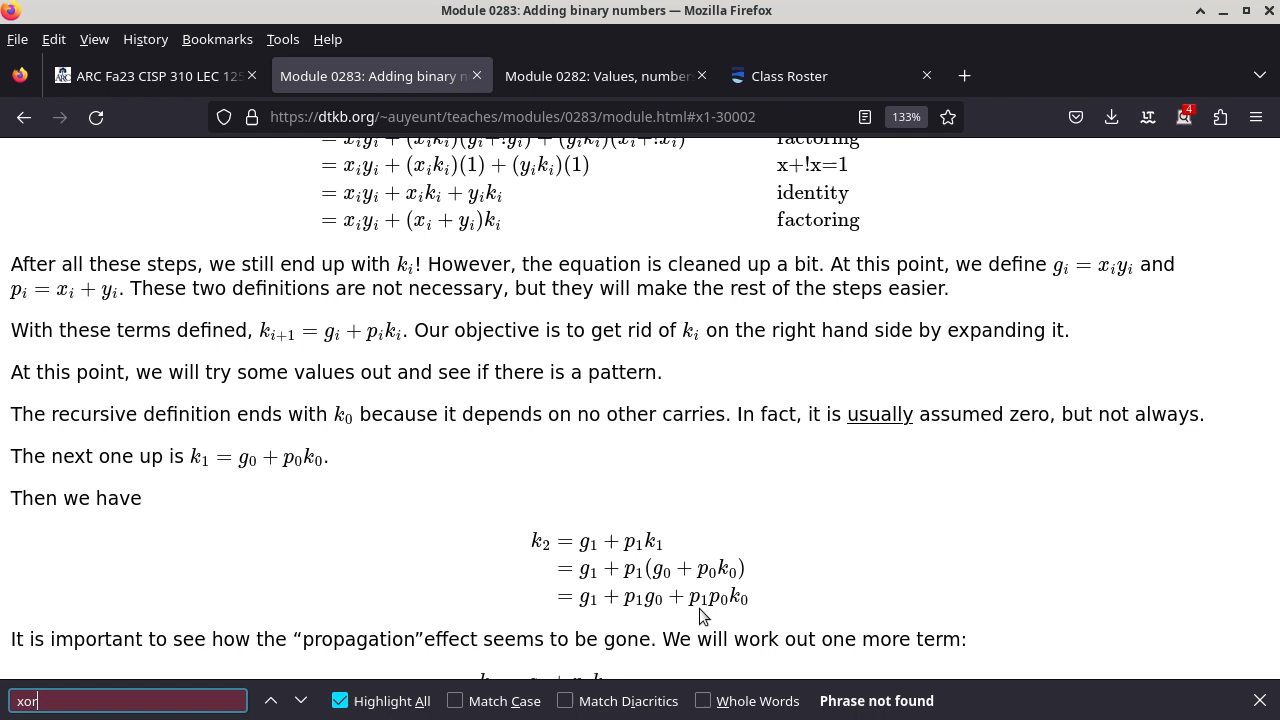 Module 0283: Adding binary numbers — Mozilla Firefox
File Edit View History Bookmarks Tools Help
ARC Fa23 CISP 310 LEC 125 Module 0283: Adding binary n Module 0282: Values, number Class Roster
https://dtkb.org/~auyeunt/teaches/modules/0283/module.html#x1-30002 133% 4
= xᵢyᵢ + (xᵢkᵢ)(yᵢ+!yᵢ) + (yᵢkᵢ)(xᵢ+!xᵢ) factoring
= xᵢyᵢ + (xᵢkᵢ)(1) + (yᵢkᵢ)(1) x+!x=1
= xᵢyᵢ + xᵢkᵢ + yᵢkᵢ identity
= xᵢyᵢ + (xᵢ + yᵢ)kᵢ factoring
After all these steps, we still end up with kᵢ! However, the equation is cleaned up a bit. At this point, we define gᵢ = xᵢyᵢ and
pᵢ = xᵢ + yᵢ. These two definitions are not necessary, but they will make the rest of the steps easier.
With these terms defined, kᵢ₊₁ = gᵢ + pᵢkᵢ. Our objective is to get rid of kᵢ on the right hand side by expanding it.
At this point, we will try some values out and see if there is a pattern.
The recursive definition ends with k₀ because it depends on no other carries. In fact, it is usually assumed zero, but not always.
The next one up is k₁ = g₀ + p₀k₀.
Then we have
k₂ = g₁ + p₁k₁
= g₁ + p₁(g₀ + p₀k₀)
= g₁ + p₁g₀ + p₁p₀k₀
It is important to see how the “propagation”effect seems to be gone. We will work out one more term:
xor Highlight All Match Case Match Diacritics Whole Words Phrase not found